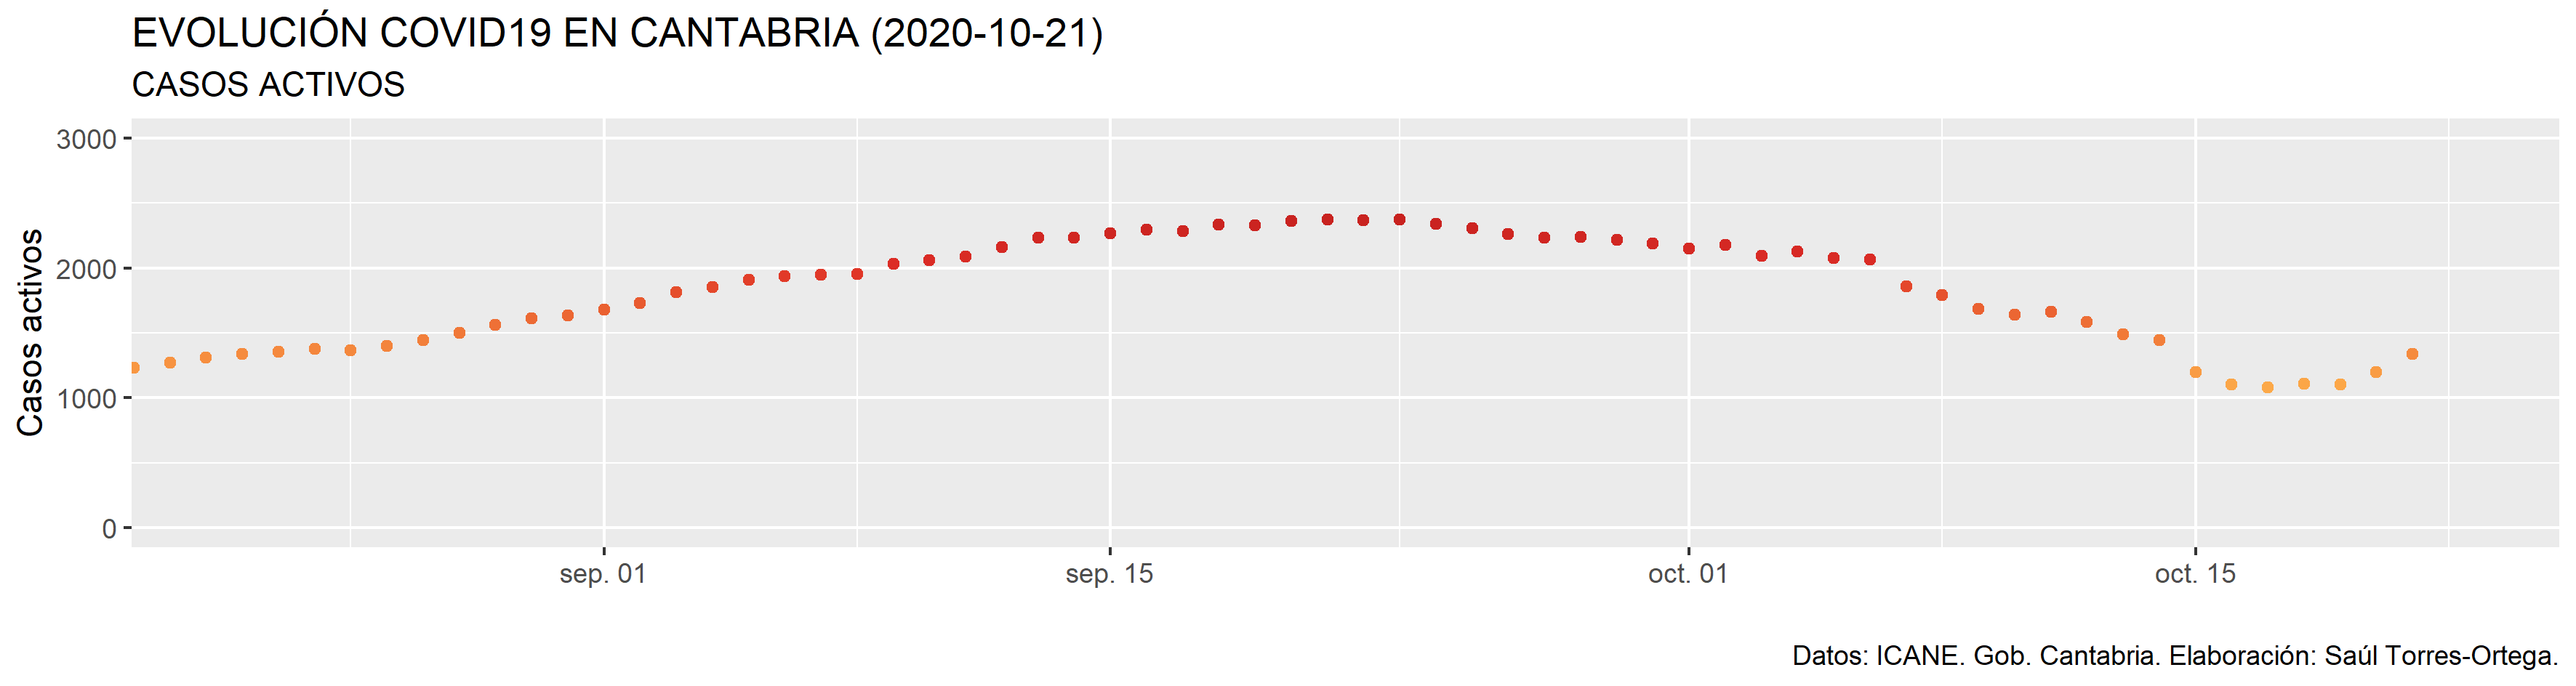 EVOLUCIÓN COVID19 EN CANTABRIA (2020-10-21)
CASOS ACTIVOS
Casos activos
3000
2000
1000
0
sep. 01
sep. 15
oct. 01
oct. 15
Datos: ICANE. Gob. Cantabria. Elaboración: Saúl Torres-Ortega.